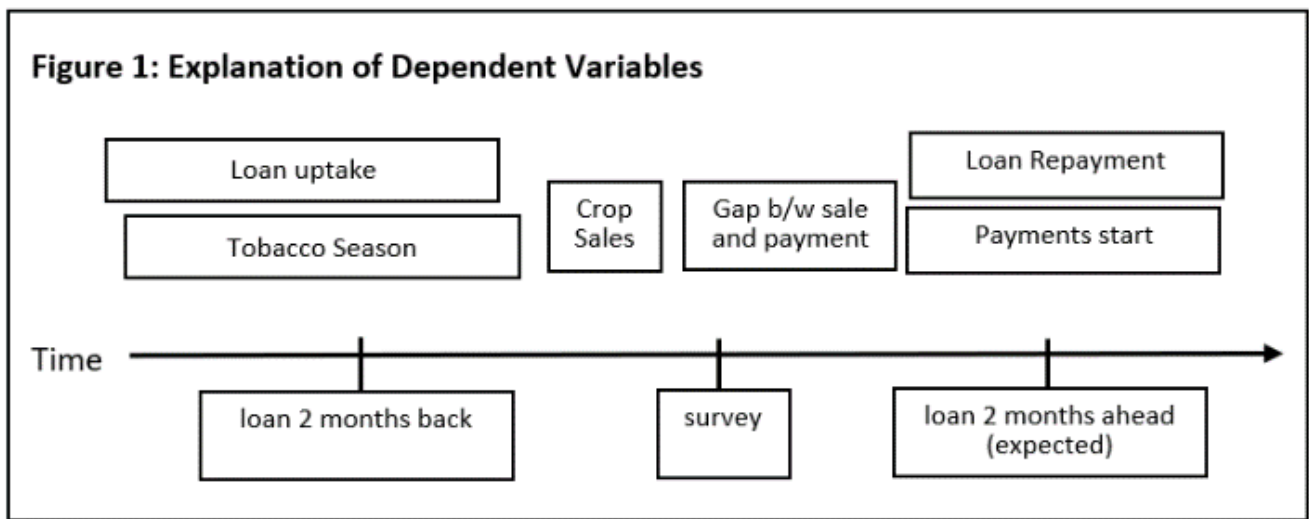 Figure 1: Explanation of Dependent Variables
Loan uptake
Tobacco Season
Crop
Sales
Gap b/w sale
and payment
Loan Repayment
Payments start
Time
loan 2 months back
survey
loan 2 months ahead
(expected)